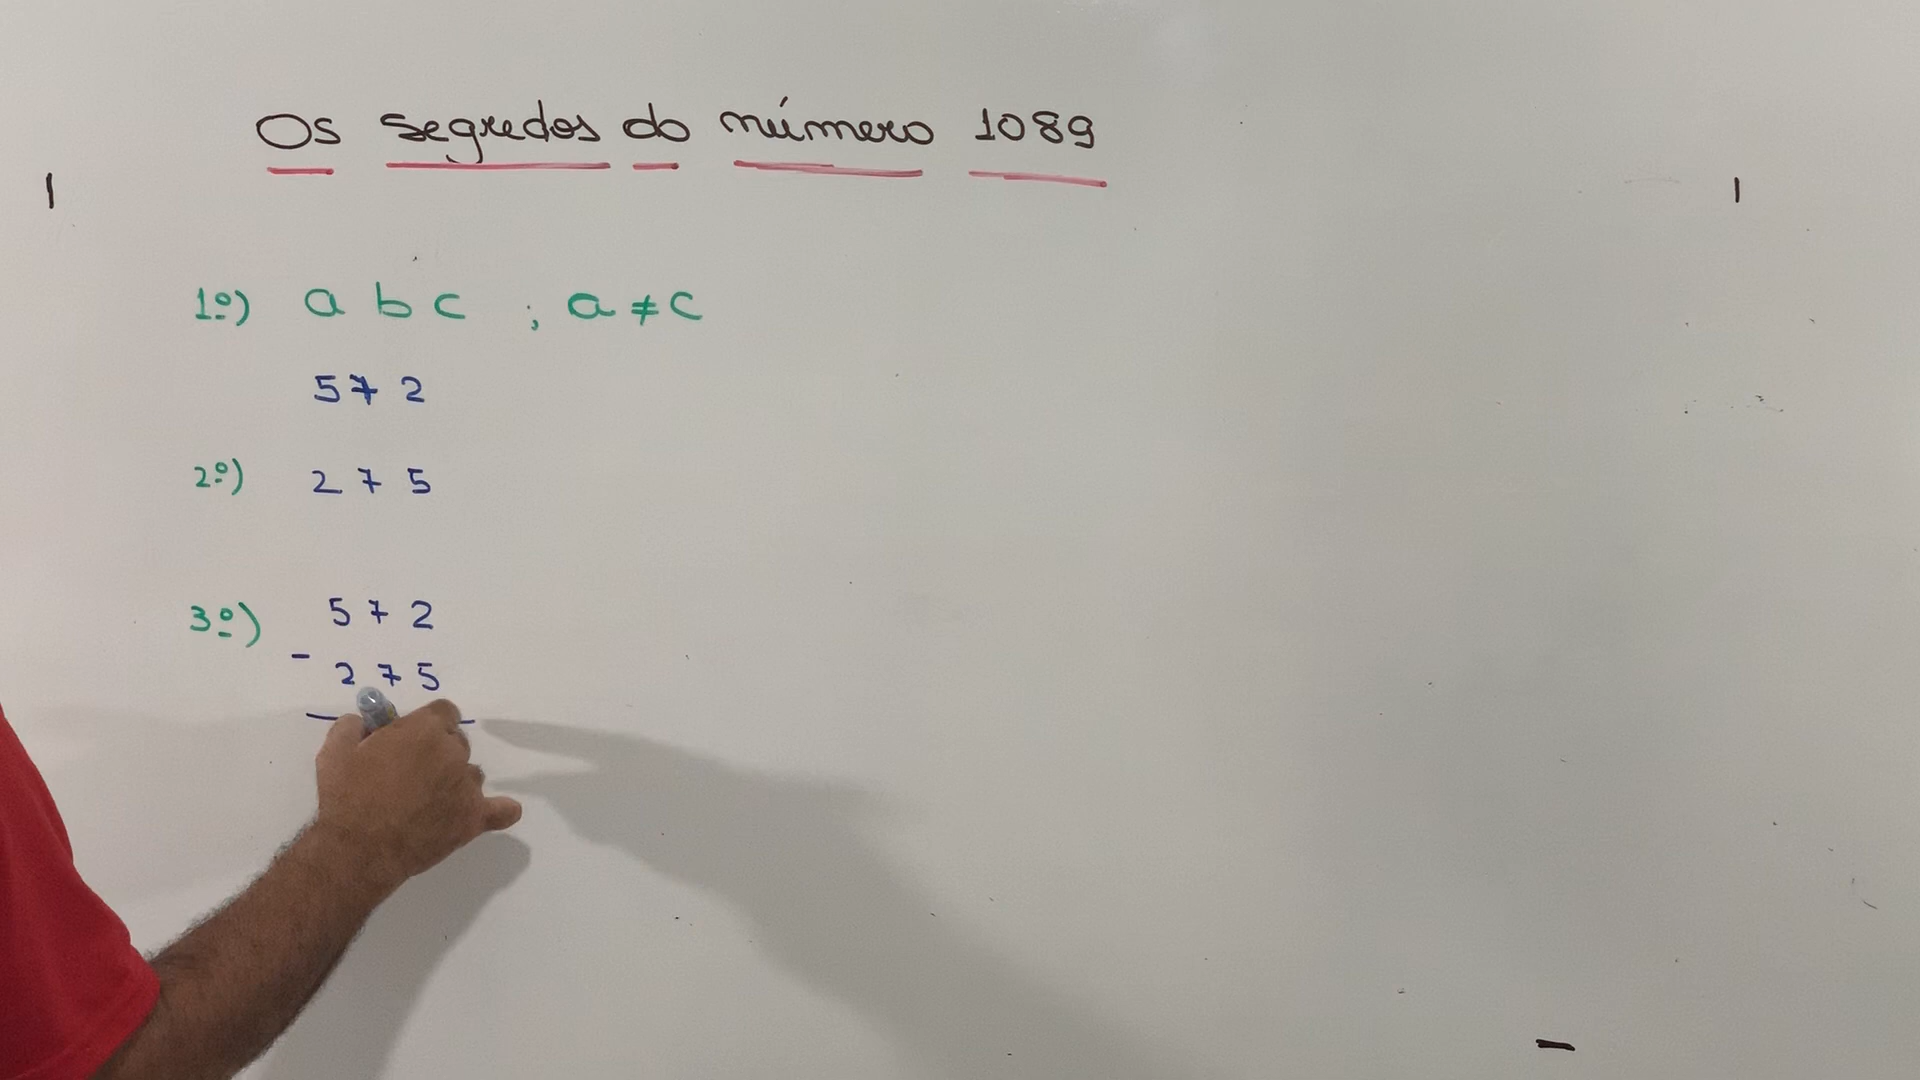 Os segredos do número 1089
1º) a b c ; a ≠ c
5 7 2
2º) 2 7 5
3º) 5 7 2
- 2 7 5